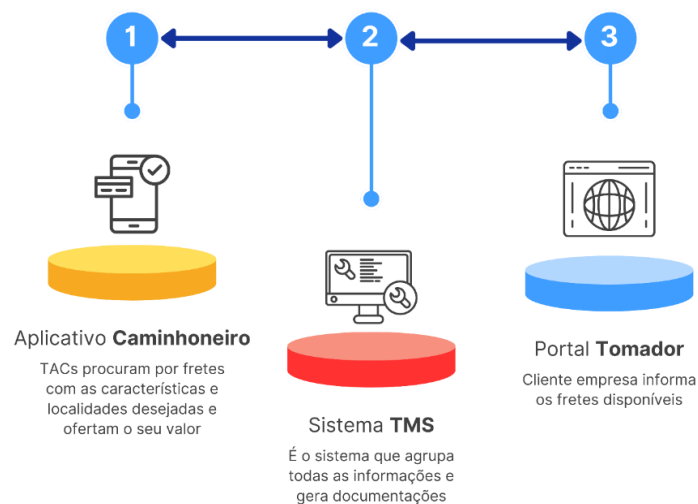 1
2
3
Aplicativo Caminhoneiro
TACs procuram por fretes
com as características e
localidades desejadas e
ofertam o seu valor
Sistema TMS
É o sistema que agrupa
todas as informações e
gera documentações
Portal Tomador
Cliente empresa informa
os fretes disponíveis